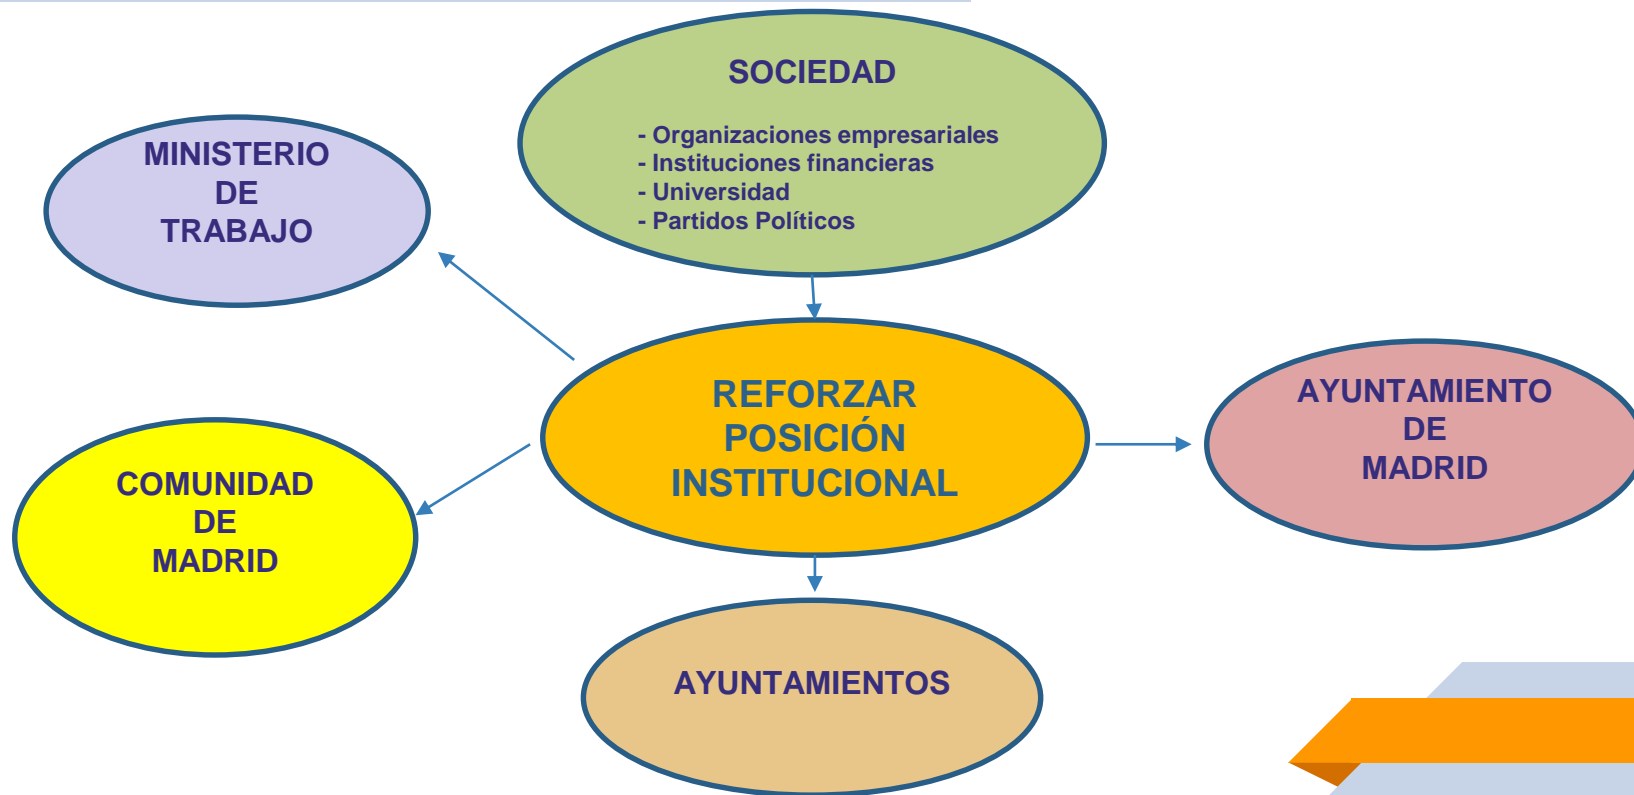 SOCIEDAD
- Organizaciones empresariales
- Instituciones financieras
- Universidad
- Partidos Políticos
MINISTERIO
DE
TRABAJO
REFORZAR
POSICIÓN
INSTITUCIONAL
AYUNTAMIENTO
DE
MADRID
COMUNIDAD
DE
MADRID
AYUNTAMIENTOS